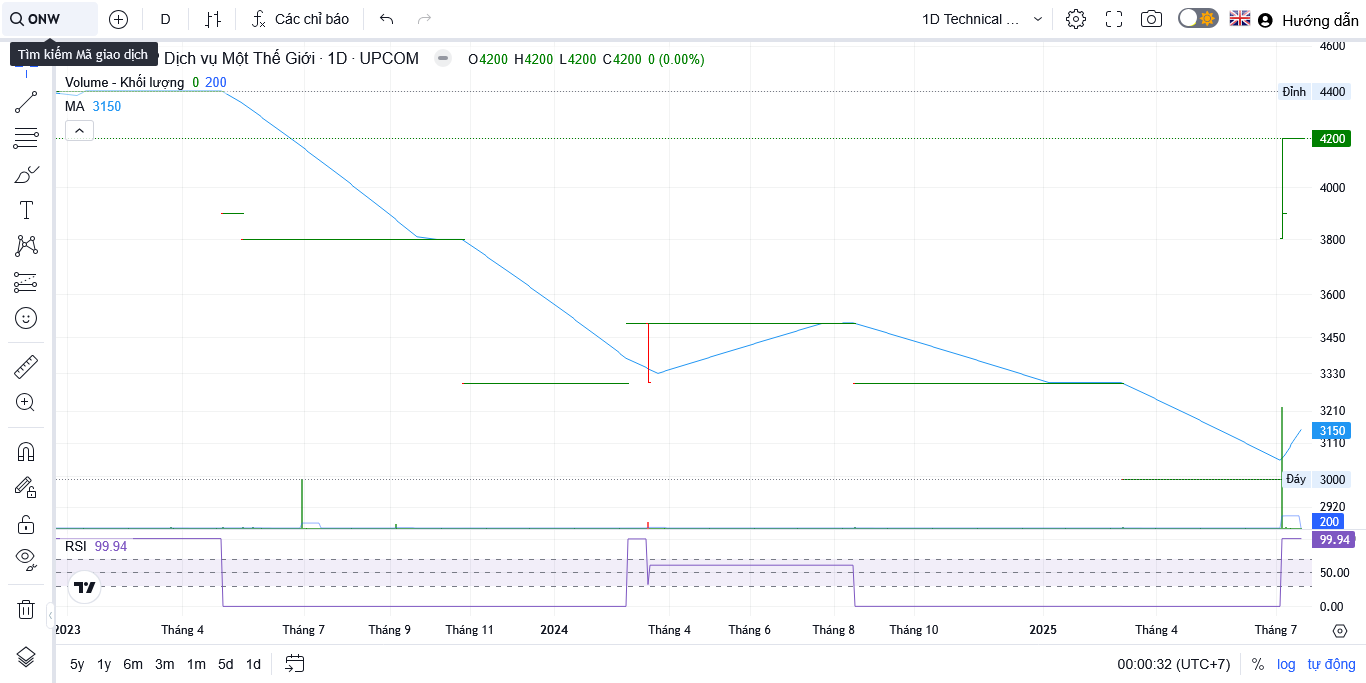 ONW D Các chỉ báo 1D Technical ... Hướng dẫn
Tìm kiếm Mã giao dịch
Dịch vụ Một Thế Giới · 1D · UPCOM O4200 H4200 L4200 C4200 0 (0.00%)
Volume - Khối lượng 0 200
MA 3150
4600
Đỉnh 4400
4200
4000
3800
3600
3450
3330
3210
3150
3110
Đáy 3000
2920
200
RSI 99.94
99.94
50.00
0.00
2023 Tháng 4 Tháng 7 Tháng 9 Tháng 11 2024 Tháng 4 Tháng 6 Tháng 8 Tháng 10 2025 Tháng 4 Tháng 7
5y 1y 6m 3m 1m 5d 1d 00:00:32 (UTC+7) % log tự động